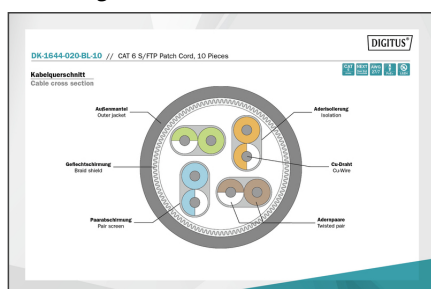 DIGITUS®
DK-1644-020-BL-10 // CAT 6 S/FTP Patch Cord, 10 Pieces
Kabelquerschnitt
Cable cross section
Außenmantel
Outer jacket
Aderisolierung
Isolation
Geflechtschirmung
Braid shield
Cu-Draht
Cu-Wire
Paarabschirmung
Pair screen
Adernpaare
Twisted pair